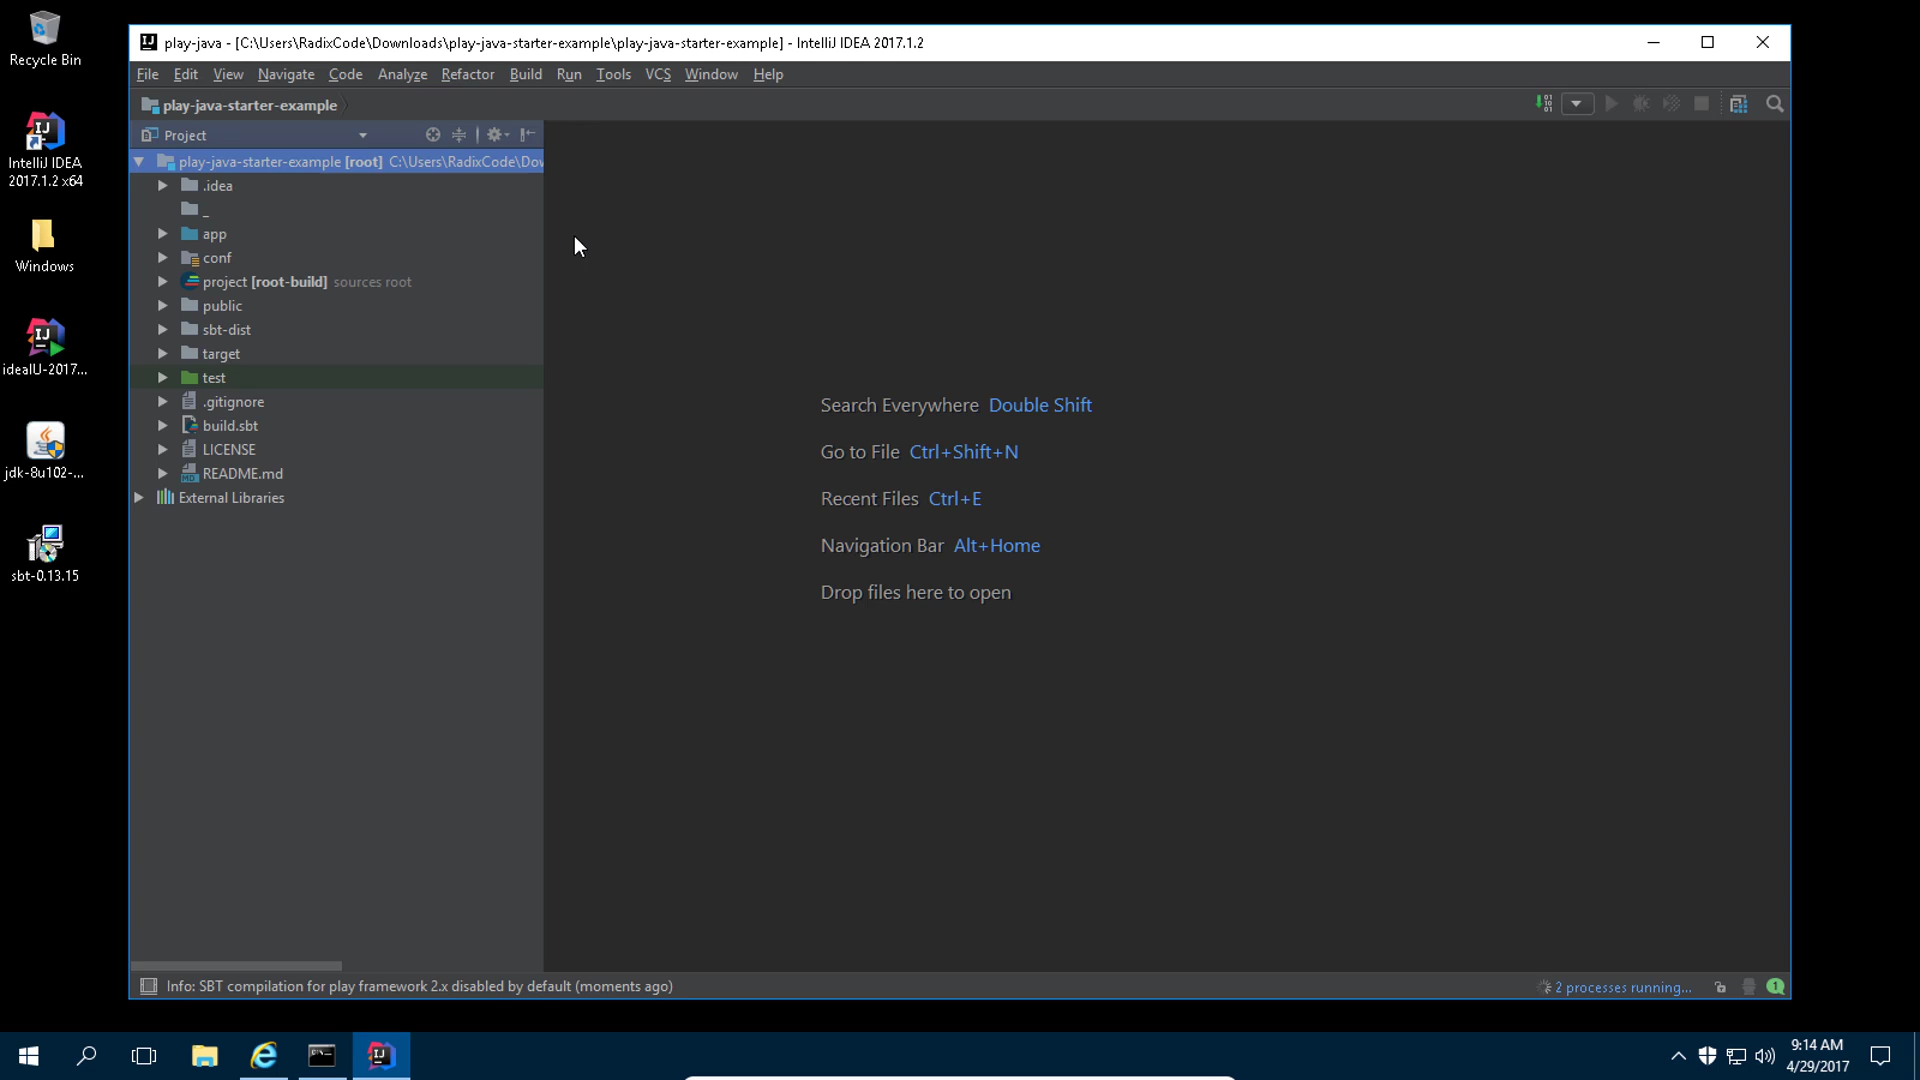 Recycle Bin
IntelliJ IDEA
2017.1.2 x64
Windows
ideaIU-2017...
jdk-8u102-...
sbt-0.13.15
play-java - [C:\Users\RadixCode\Downloads\play-java-starter-example\play-java-starter-example] - IntelliJ IDEA 2017.1.2
File Edit View Navigate Code Analyze Refactor Build Run Tools VCS Window Help
play-java-starter-example
Project
play-java-starter-example [root] C:\Users\RadixCode\Dov
.idea
_
app
conf
project [root-build] sources root
public
sbt-dist
target
test
.gitignore
build.sbt
LICENSE
README.md
External Libraries
Search Everywhere Double Shift
Go to File Ctrl+Shift+N
Recent Files Ctrl+E
Navigation Bar Alt+Home
Drop files here to open
Info: SBT compilation for play framework 2.x disabled by default (moments ago)
2 processes running...
1
9:14 AM
4/29/2017